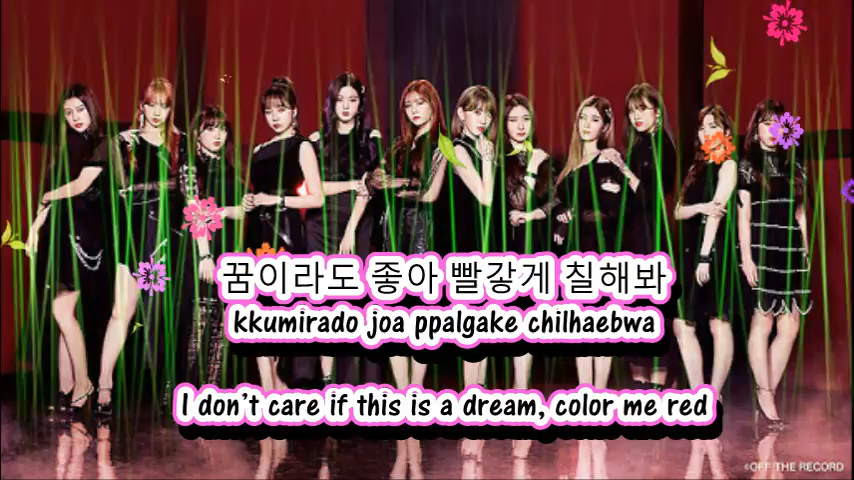 꿈이라도 좋아 빨갛게 칠해봐
kkumirado joa ppalgake chilhaebwa
I don't care if this is a dream, color me red
©OFF THE RECORD